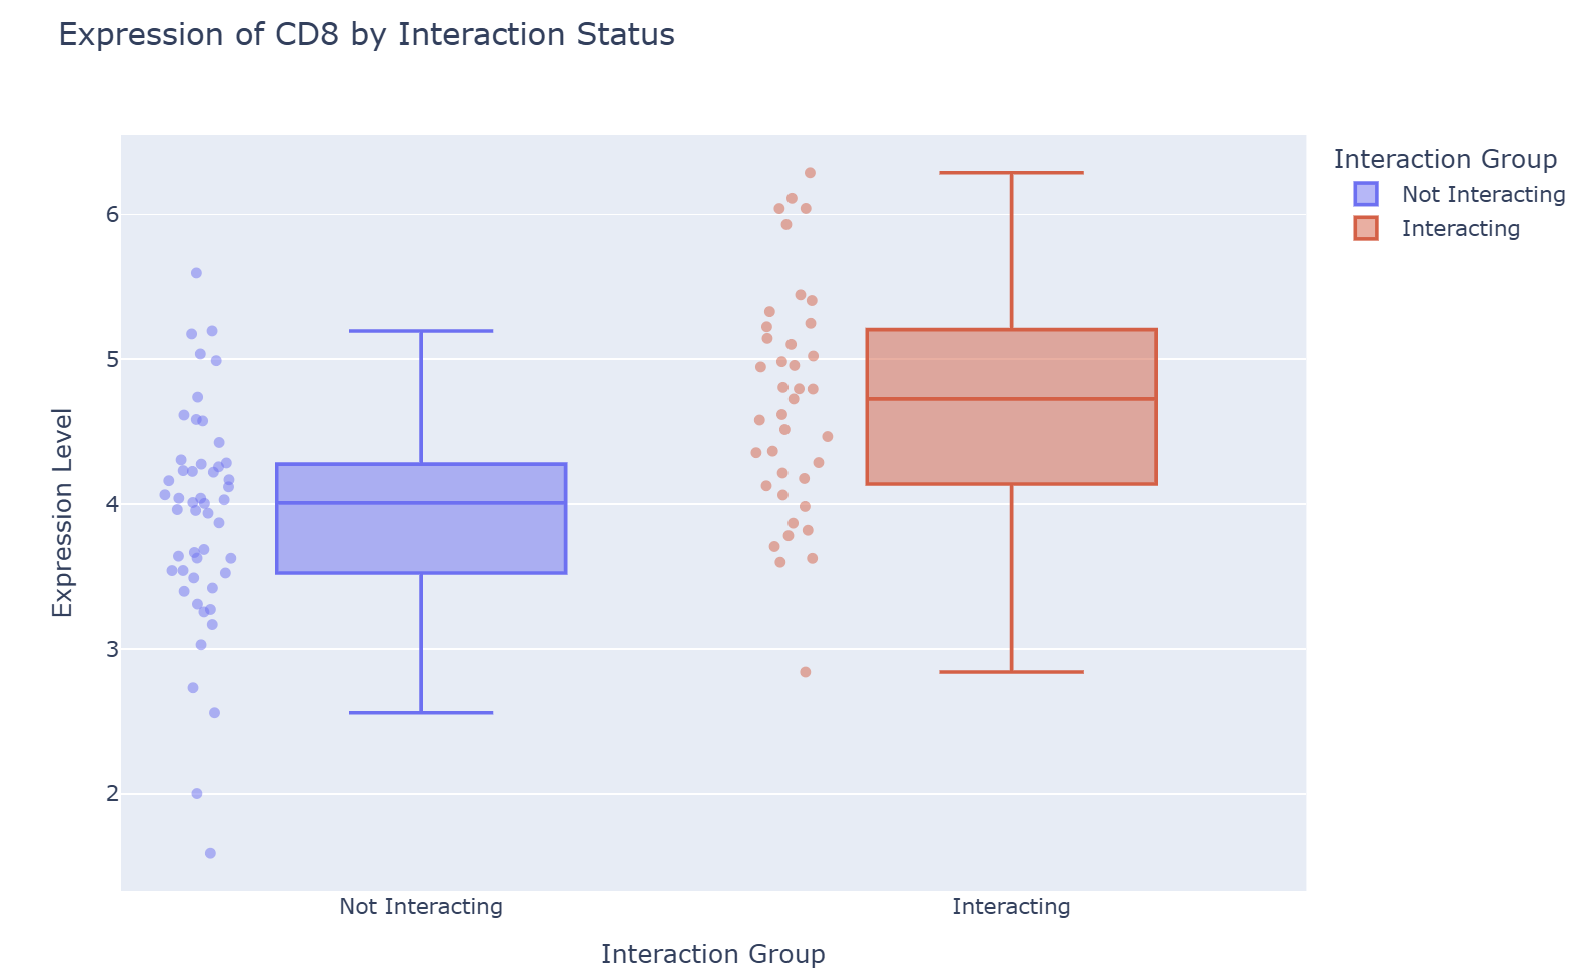 Expression of CD8 by Interaction Status
Interaction Group
Not Interacting
Interacting
Expression Level
6
5
4
3
2
Not Interacting
Interacting
Interaction Group